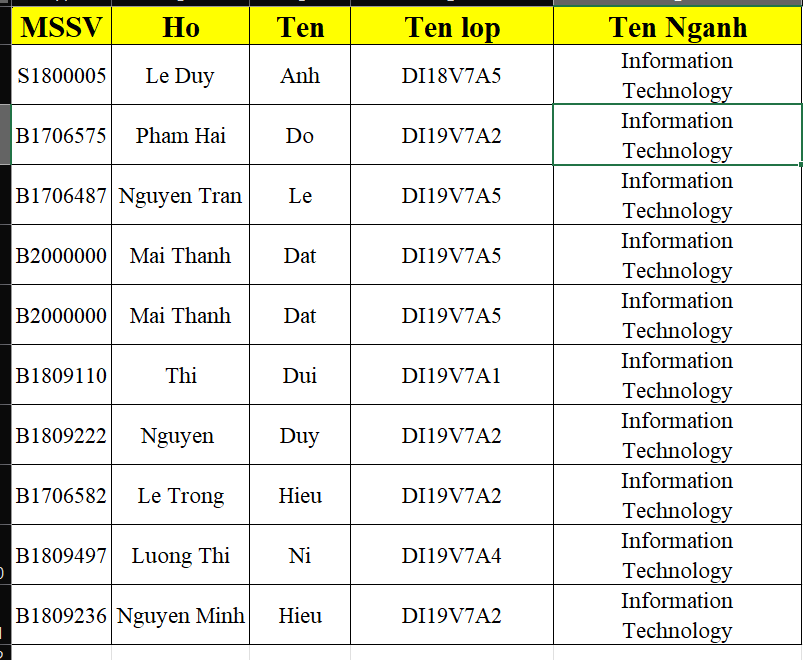 MSSV Ho Ten Ten lop Ten Nganh
S1800005 Le Duy Anh DI18V7A5 Information Technology
B1706575 Pham Hai Do DI19V7A2 Information Technology
B1706487 Nguyen Tran Le DI19V7A5 Information Technology
B2000000 Mai Thanh Dat DI19V7A5 Information Technology
B2000000 Mai Thanh Dat DI19V7A5 Information Technology
B1809110 Thi Dui DI19V7A1 Information Technology
B1809222 Nguyen Duy DI19V7A2 Information Technology
B1706582 Le Trong Hieu DI19V7A2 Information Technology
B1809497 Luong Thi Ni DI19V7A4 Information Technology
B1809236 Nguyen Minh Hieu DI19V7A2 Information Technology